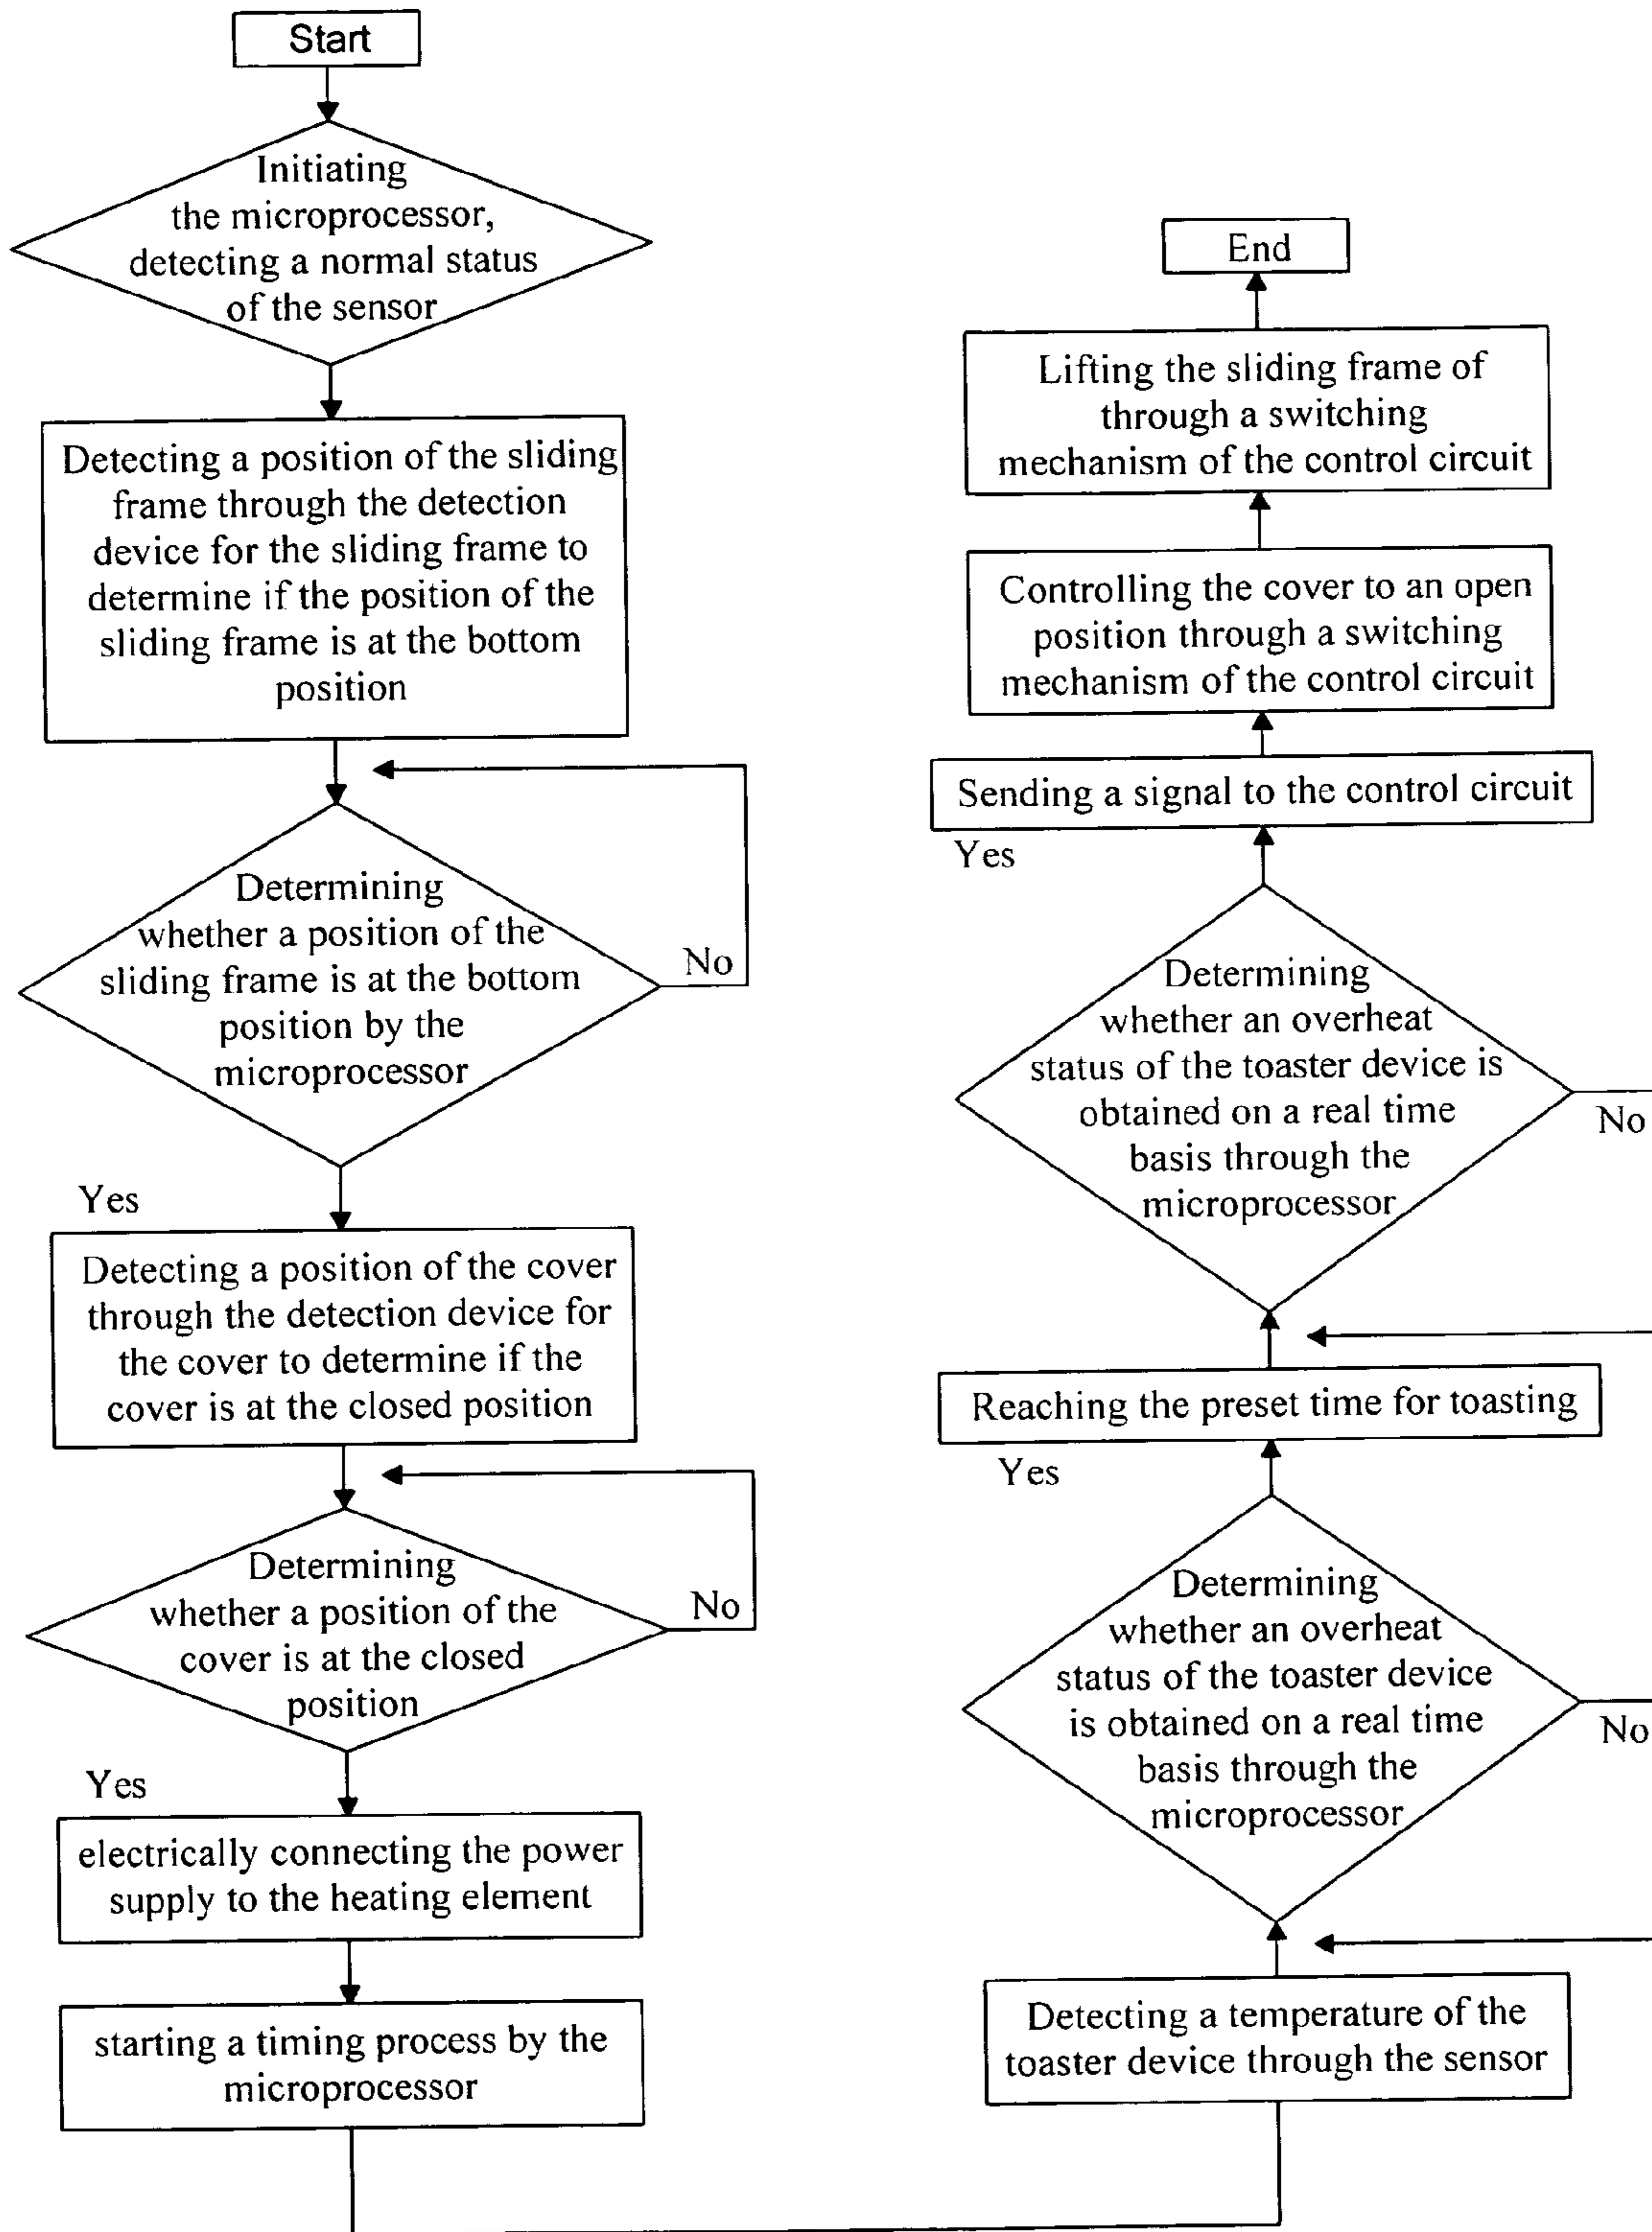 Start
Initiating
the microprocessor,
detecting a normal status
of the sensor
Detecting a position of the sliding
frame through the detection
device for the sliding frame to
determine if the position of the
sliding frame is at the bottom
position
Determining
whether a position of the
sliding frame is at the bottom
position by the
microprocessor
No
Yes
Detecting a position of the cover
through the detection device for
the cover to determine if the
cover is at the closed position
Determining
whether a position of the
cover is at the closed
position
No
Yes
electrically connecting the power
supply to the heating element
starting a timing process by the
microprocessor
End
Lifting the sliding frame of
through a switching
mechanism of the control circuit
Controlling the cover to an open
position through a switching
mechanism of the control circuit
Sending a signal to the control circuit
Yes
Determining
whether an overheat
status of the toaster device is
obtained on a real time
basis through the
microprocessor
No
Reaching the preset time for toasting
Yes
Determining
whether an overheat
status of the toaster device
is obtained on a real time
basis through the
microprocessor
No
Detecting a temperature of the
toaster device through the sensor